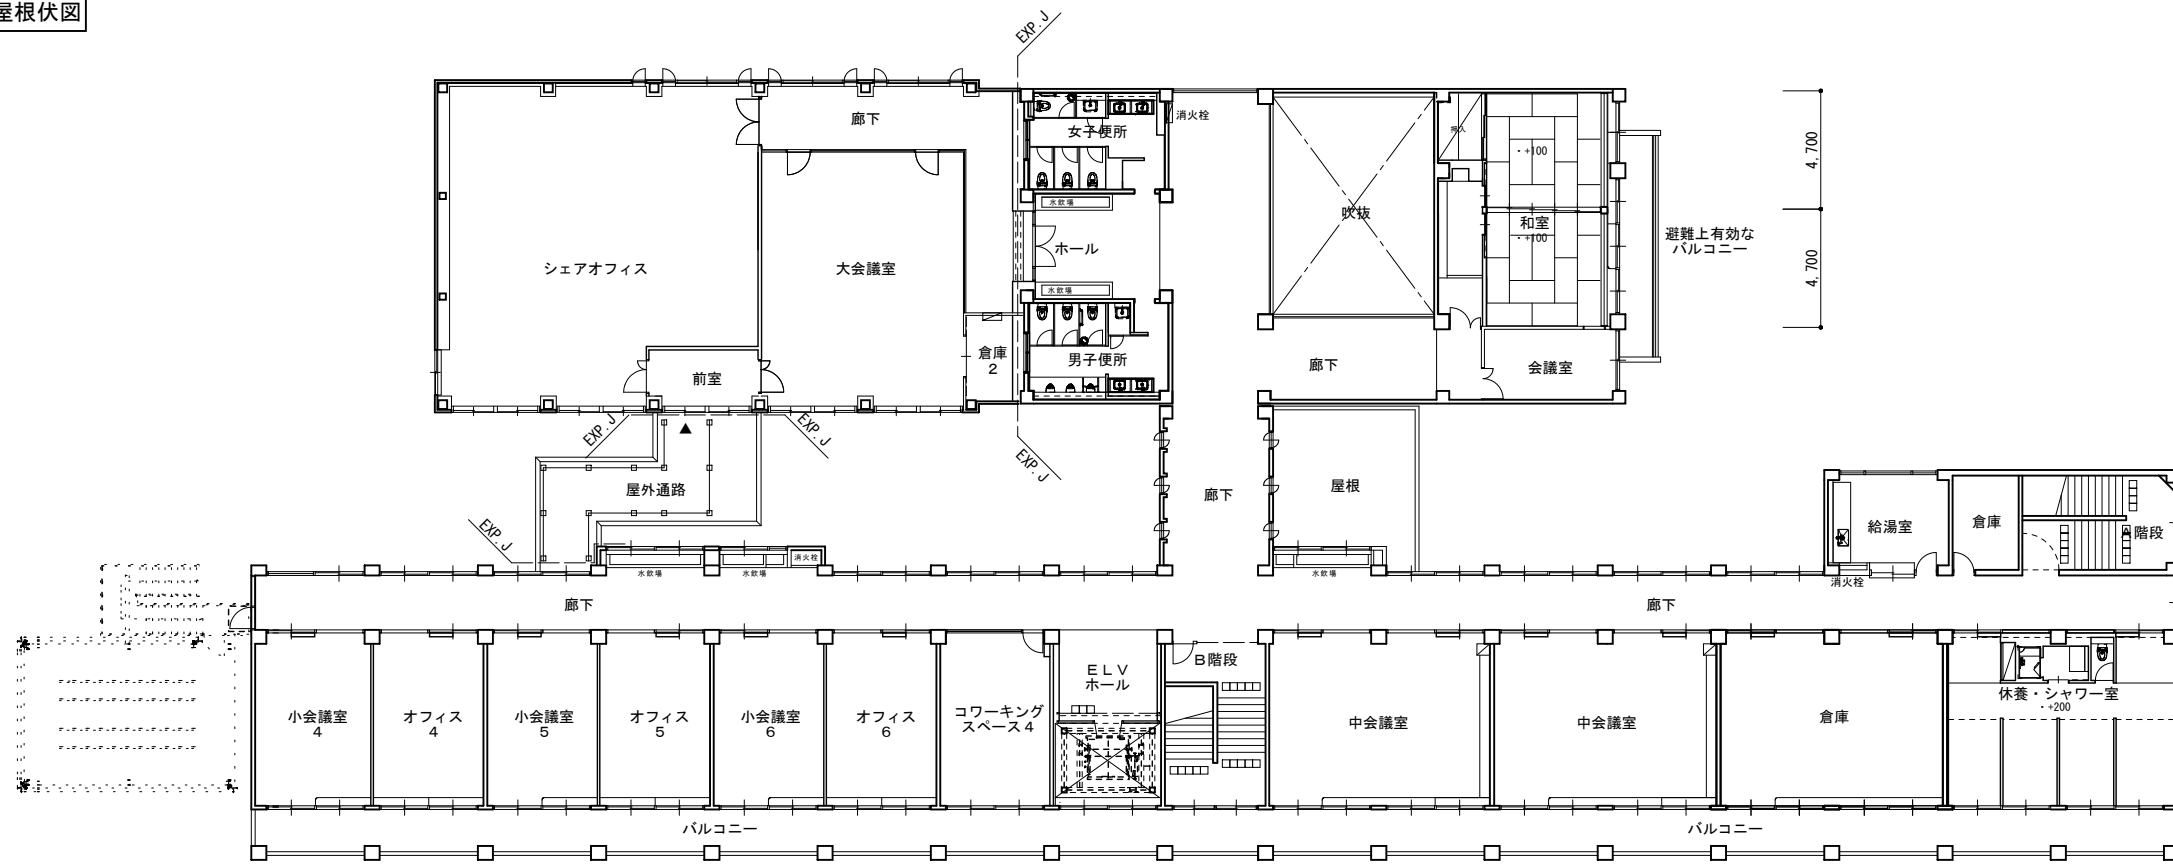 屋根伏図
EXP.J
廊下
女子便所
消火栓
押入
・+100
4,700
水飲場
吹抜
和室
・+100
避難上有効な
バルコニー
ホール
シェアオフィス
大会議室
4,700
水飲場
倉庫
2
男子便所
廊下
会議室
前室
EXP.J
EXP.J
EXP.J
屋外通路
廊下
屋根
EXP.J
給湯室
倉庫
A階段
消火栓
水飲場
水飲場
水飲場
消火栓
廊下
廊下
小会議室
4
オフィス
4
小会議室
5
オフィス
5
小会議室
6
オフィス
6
コワーキング
スペース4
ELV
ホール
B階段
中会議室
中会議室
倉庫
休養・シャワー室
・+200
バルコニー
バルコニー